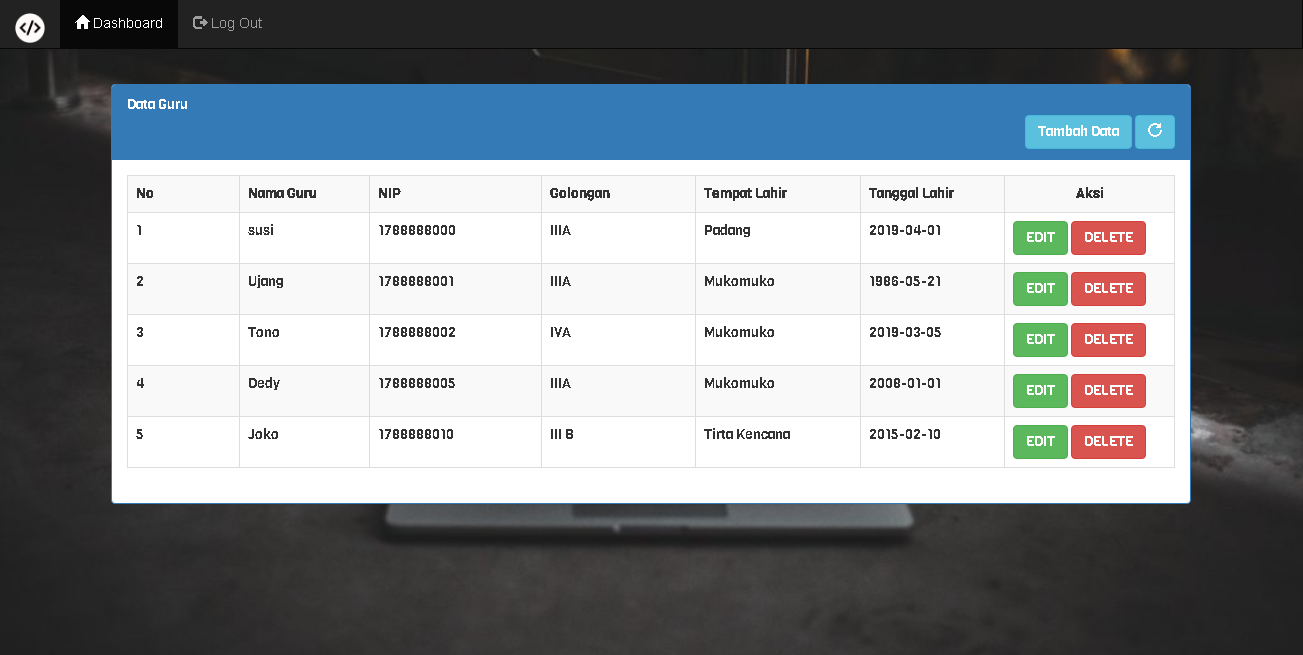 </> Dashboard Log Out
Data Guru
Tambah Data
No Nama Guru NIP Golongan Tempat Lahir Tanggal Lahir Aksi
1 susi 1788888000 IIIA Padang 2019-04-01 EDIT DELETE
2 Ujang 1788888001 IIIA Mukomuko 1986-05-21 EDIT DELETE
3 Tono 1788888002 IVA Mukomuko 2019-03-05 EDIT DELETE
4 Dedy 1788888005 IIIA Mukomuko 2008-01-01 EDIT DELETE
5 Joko 1788888010 III B Tirta Kencana 2015-02-10 EDIT DELETE